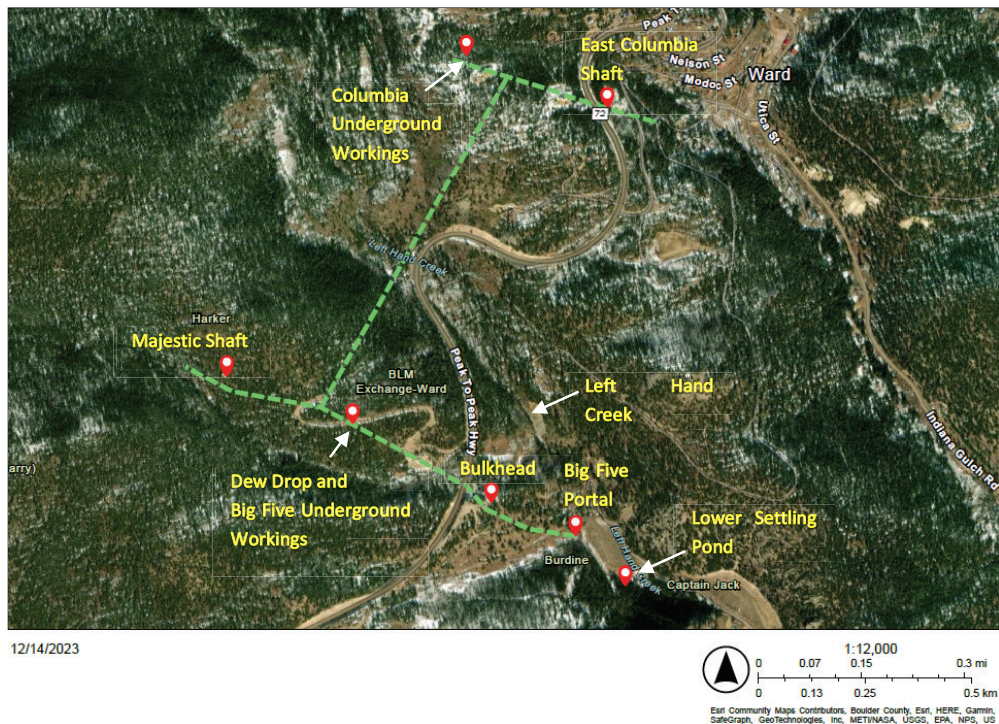 Peak T
East Columbia
Shaft
Nelson St
Modoc St
Ward
Columbia
Underground
Workings
72
Utica St
Left Hand Creek
Harker
Majestic Shaft
BLM
Exchange-Ward
Peak To Peak Hwy
Left Hand
Creek
Indiana Gulch Rd
arry)
Dew Drop and
Big Five Underground
Workings
Bulkhead
Big Five
Portal
Lower Settling
Pond
Left Hand Creek
Burdine
Captain Jack
12/14/2023
1:12,000
0 0.07 0.15 0.3 mi
0 0.13 0.25 0.5 km
Esri Community Maps Contributors, Boulder County, Esri, HERE, Garmin,
SafeGraph, GeoTechnologies, Inc, METI/NASA, USGS, EPA, NPS, US